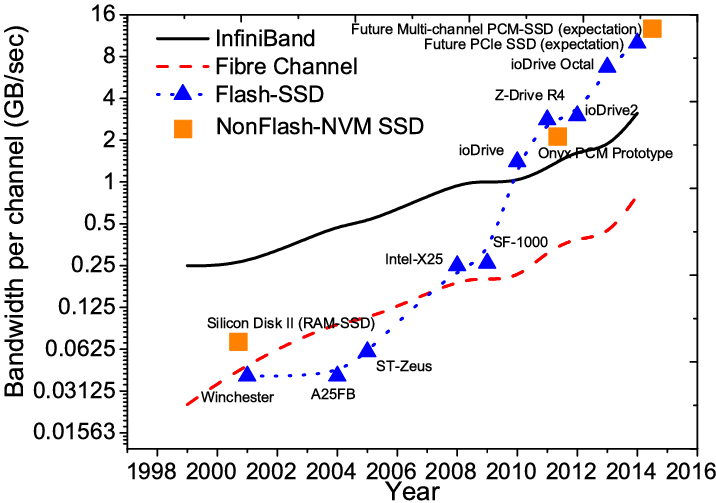 16
8
4
2
1
0.5
0.25
0.125
0.0625
0.03125
0.01563
Bandwidth per channel (GB/sec)
InfiniBand
Fibre Channel
Flash-SSD
NonFlash-NVM SSD
Future Multi-channel PCM-SSD (expectation)
Future PCIe SSD (expectation)
ioDrive Octal
Z-Drive R4
ioDrive2
ioDrive
Onyx PCM Prototype
SF-1000
Intel-X25
Silicon Disk II (RAM-SSD)
ST-Zeus
Winchester
A25FB
1998 2000 2002 2004 2006 2008 2010 2012 2014 2016
Year